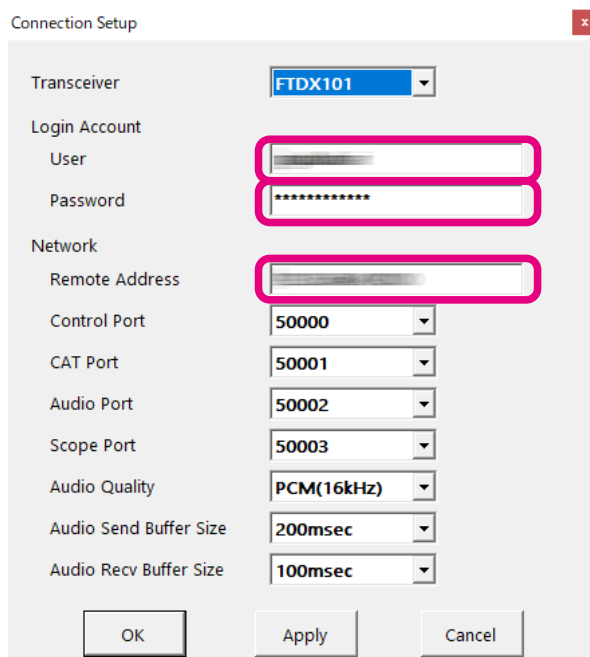 Connection Setup x
Transceiver FTDX101
Login Account
User
Password ************
Network
Remote Address
Control Port 50000
CAT Port 50001
Audio Port 50002
Scope Port 50003
Audio Quality PCM(16kHz)
Audio Send Buffer Size 200msec
Audio Recv Buffer Size 100msec
OK Apply Cancel